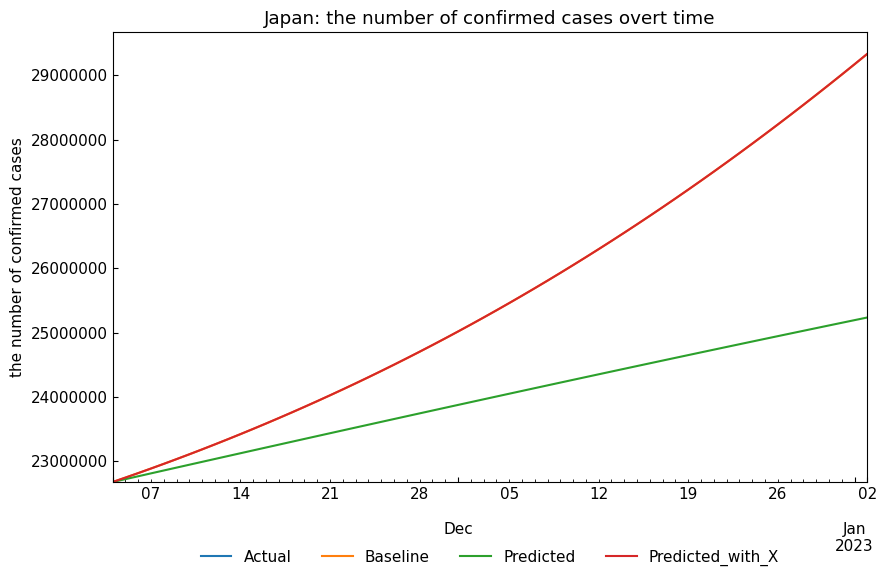 Japan: the number of confirmed cases overt time
the number of confirmed cases
29000000
28000000
27000000
26000000
25000000
24000000
23000000
07 14 21 28 05 12 19 26 02
Dec Jan
2023
Actual Baseline Predicted Predicted_with_X